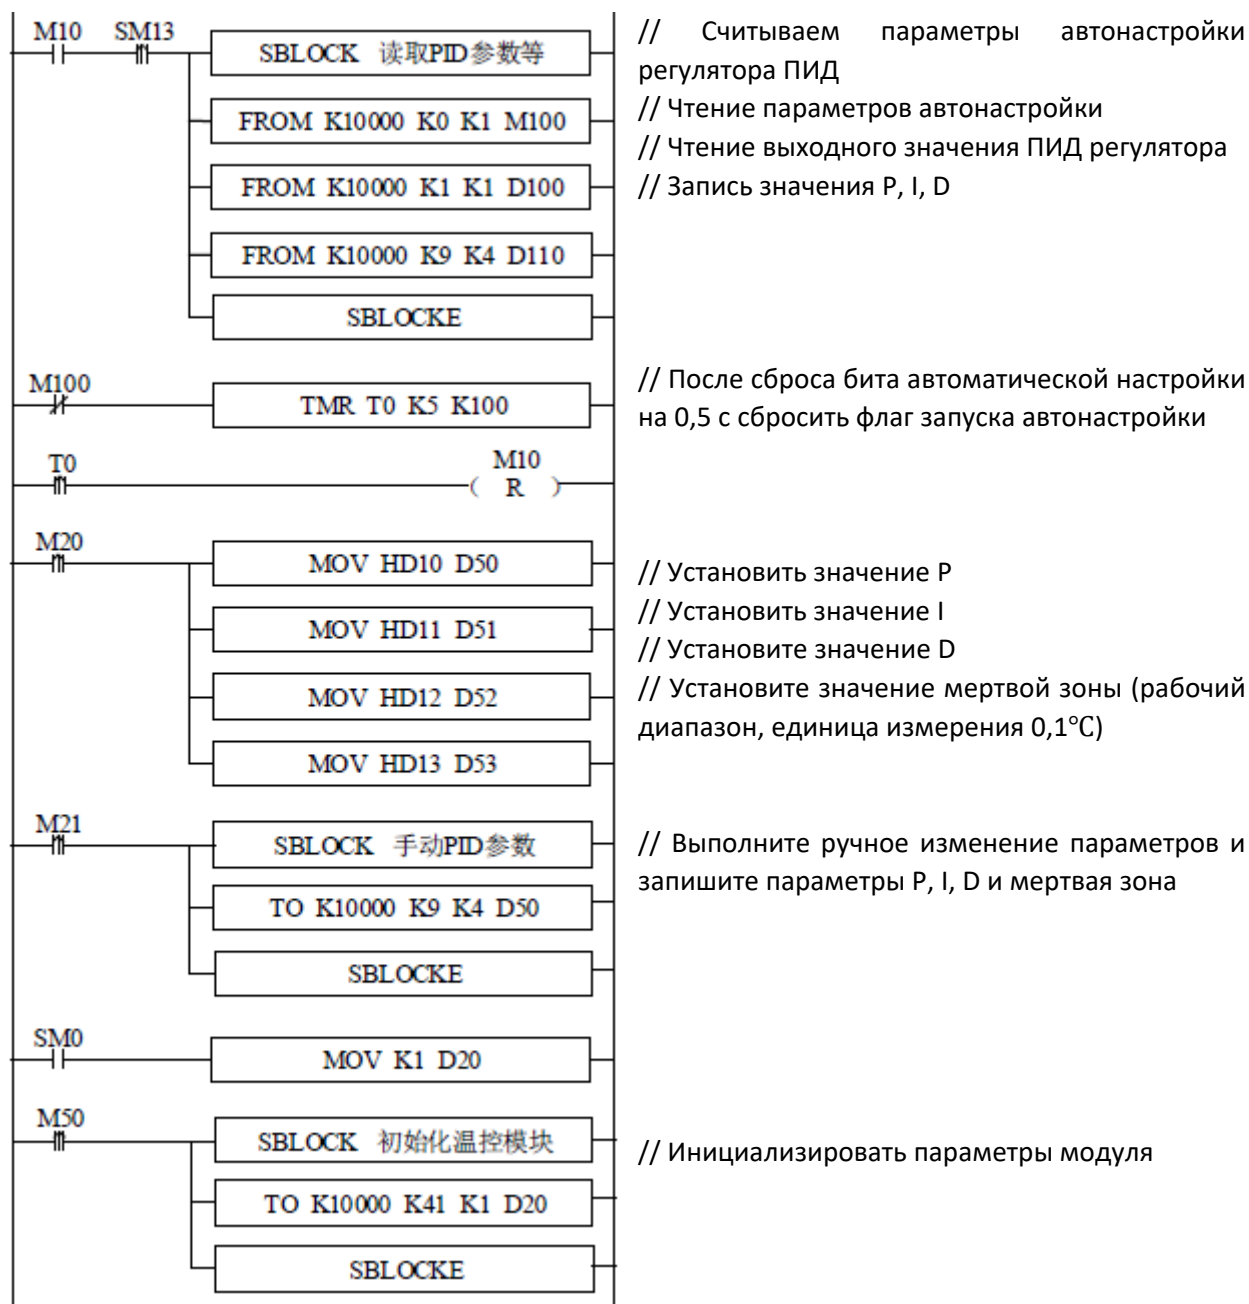 M10 SM13
SBLOCK 读取PID参数等
FROM K10000 K0 K1 M100
FROM K10000 K1 K1 D100
FROM K10000 K9 K4 D110
SBLOCKE
// Считываем параметры автонастройки
регулятора ПИД
// Чтение параметров автонастройки
// Чтение выходного значения ПИД регулятора
// Запись значения P, I, D
M100
TMR T0 K5 K100
// После сброса бита автоматической настройки
на 0,5 с сбросить флаг запуска автонастройки
T0
M10
( R )
M20
MOV HD10 D50
MOV HD11 D51
MOV HD12 D52
MOV HD13 D53
// Установить значение P
// Установить значение I
// Установите значение D
// Установите значение мертвой зоны (рабочий
диапазон, единица измерения 0,1℃)
M21
SBLOCK 手动PID参数
TO K10000 K9 K4 D50
SBLOCKE
// Выполните ручное изменение параметров и
запишите параметры P, I, D и мертвая зона
SM0
MOV K1 D20
M50
SBLOCK 初始化温控模块
TO K10000 K41 K1 D20
SBLOCKE
// Инициализировать параметры модуля